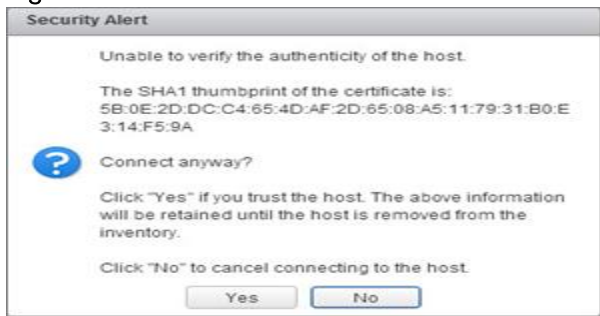 Security Alert
Unable to verify the authenticity of the host.
The SHA1 thumbprint of the certificate is:
5B:0E:2D:DC:C4:65:4D:AF:2D:65:08:A5:11:79:31:B0:E
3:14:F5:9A
Connect anyway?
Click "Yes" if you trust the host. The above information
will be retained until the host is removed from the
inventory.
Click "No" to cancel connecting to the host.
Yes No